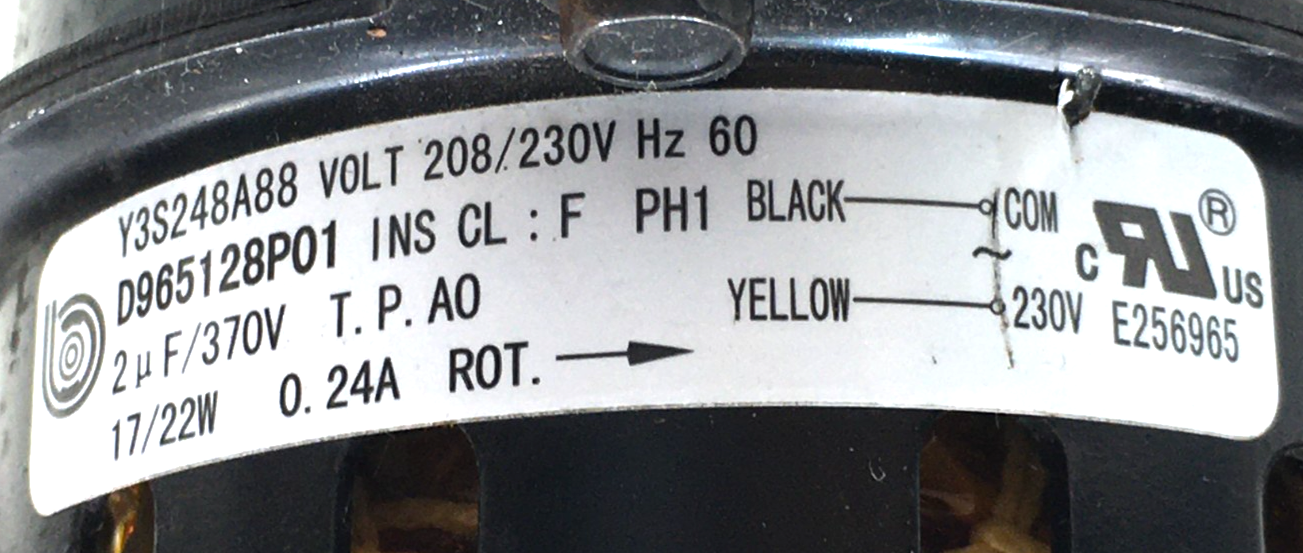 Y3S248A88 VOLT 208/230V Hz 60
D965128P01 INS CL : F PH1
2μF/370V T. P. AO
17/22W 0. 24A ROT.
BLACK COM
~
YELLOW 230V
c RU ® US
E256965